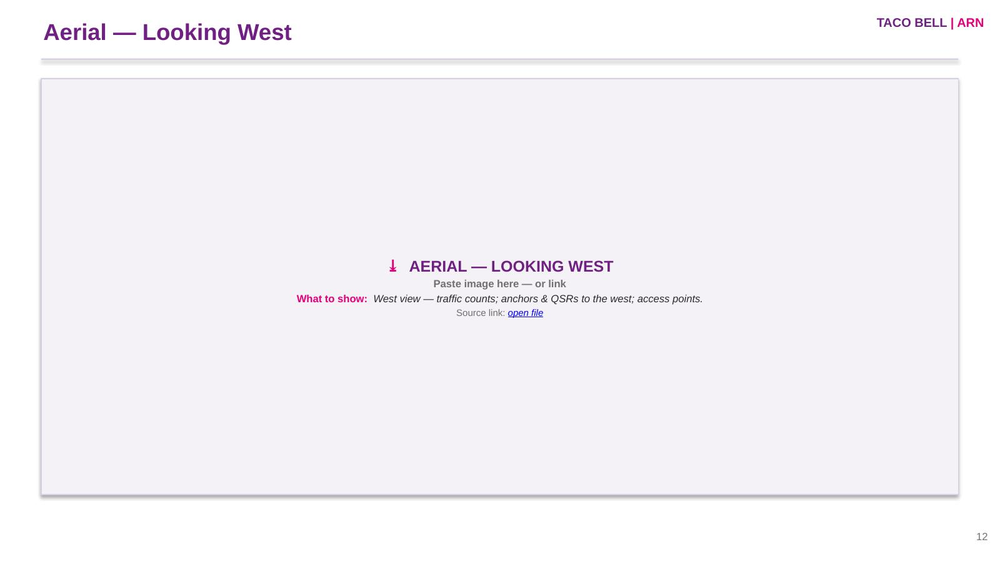 Aerial — Looking West
TACO BELL | ARN
⤓ AERIAL — LOOKING WEST
Paste image here — or link
What to show: West view — traffic counts; anchors & QSRs to the west; access points.
Source link: open file
12